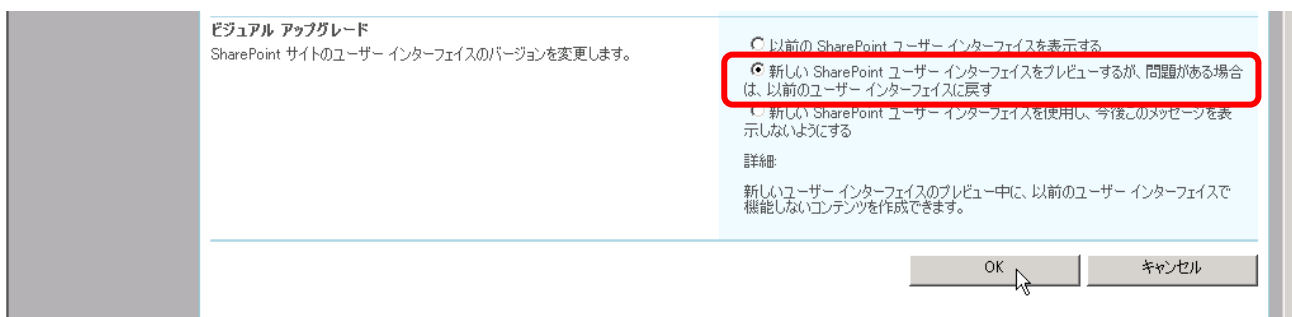 ビジュアル アップグレード
SharePoint サイトのユーザー インターフェイスのバージョンを変更します。
以前の SharePoint ユーザー インターフェイスを表示する
新しい SharePoint ユーザー インターフェイスをプレビューするが、問題がある場合
は、以前のユーザー インターフェイスに戻す
新しい SharePoint ユーザー インターフェイスを使用し、今後このメッセージを表
示しないようにする
詳細:
新しいユーザー インターフェイスのプレビュー中に、以前のユーザー インターフェイスで
機能しないコンテンツを作成できます。
OK
キャンセル